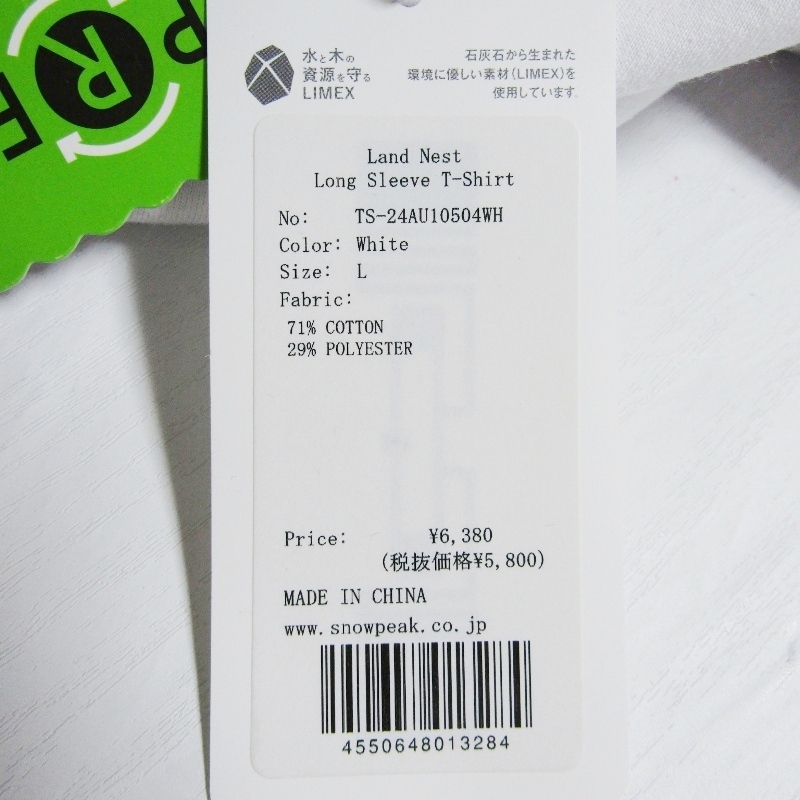 PRE
水と木の
資源を守る
LIMEX
石灰石から生まれた
環境に優しい素材(LIMEX)を
使用しています。
Land Nest
Long Sleeve T-Shirt
No: TS-24AU10504WH
Color: White
Size: L
Fabric:
71% COTTON
29% POLYESTER
Price: ¥6,380
(税抜価格¥5,800)
MADE IN CHINA
www.snowpeak.co.jp
4550648013284